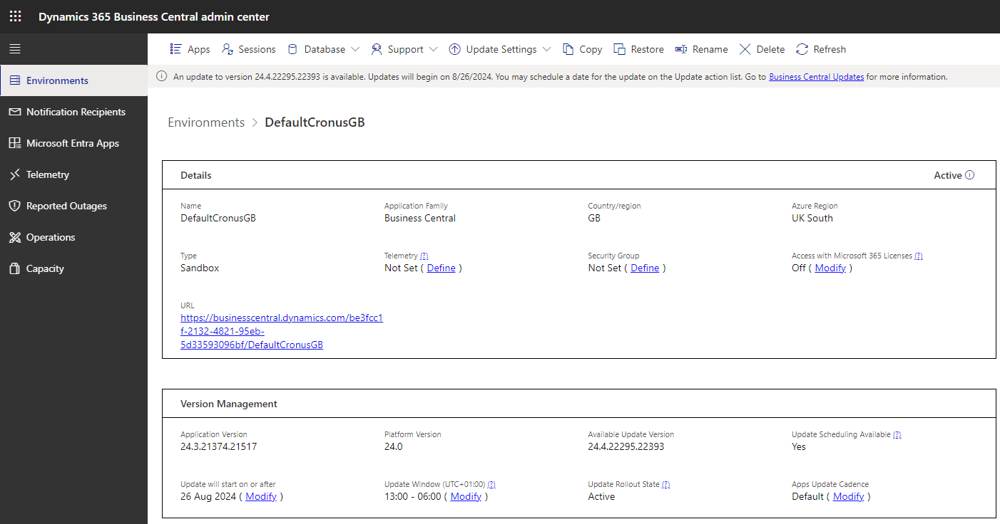 Dynamics 365 Business Central admin center
Apps Sessions Database Support Update Settings Copy Restore Rename Delete Refresh
An update to version 24.4.22295.22393 is available. Updates will begin on 8/26/2024. You may schedule a date for the update on the Update action list. Go to Business Central Updates for more information.
Environments
Notification Recipients
Microsoft Entra Apps
Telemetry
Reported Outages
Operations
Capacity
Environments > DefaultCronusGB
Details Active
Name Application Family Country/region Azure Region
DefaultCronusGB Business Central GB UK South
Type Telemetry (?) Security Group Access with Microsoft 365 Licenses (?)
Sandbox Not Set ( Define ) Not Set ( Define ) Off ( Modify )
URL
https://businesscentral.dynamics.com/be3fcc1
f-2132-4821-95eb-
5d33593096bf/DefaultCronusGB
Version Management
Application Version Platform Version Available Update Version Update Scheduling Available (?)
24.3.21374.21517 24.0 24.4.22295.22393 Yes
Update will start on or after Update Window (UTC+01:00) (?) Update Rollout State (?) Apps Update Cadence
26 Aug 2024 ( Modify ) 13:00 - 06:00 ( Modify ) Active Default ( Modify )